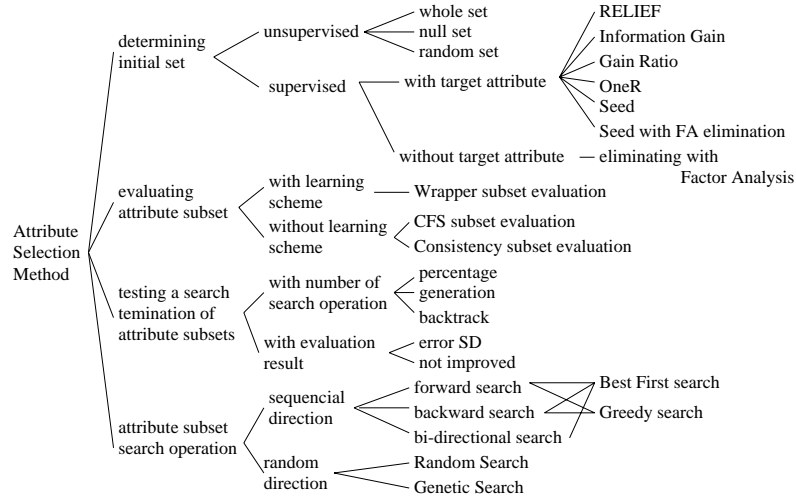 Attribute
Selection
Method
determining
initial set
unsupervised
whole set
null set
random set
supervised
with target attribute
RELIEF
Information Gain
Gain Ratio
OneR
Seed
Seed with FA elimination
without target attribute
eliminating with
Factor Analysis
evaluating
attribute subset
with learning
scheme
Wrapper subset evaluation
without learning
scheme
CFS subset evaluation
Consistency subset evaluation
testing a search
temination of
attribute subsets
with number of
search operation
percentage
generation
backtrack
with evaluation
result
error SD
not improved
attribute subset
search operation
sequencial
direction
forward search
backward search
bi-directional search
Best First search
Greedy search
random
direction
Random Search
Genetic Search